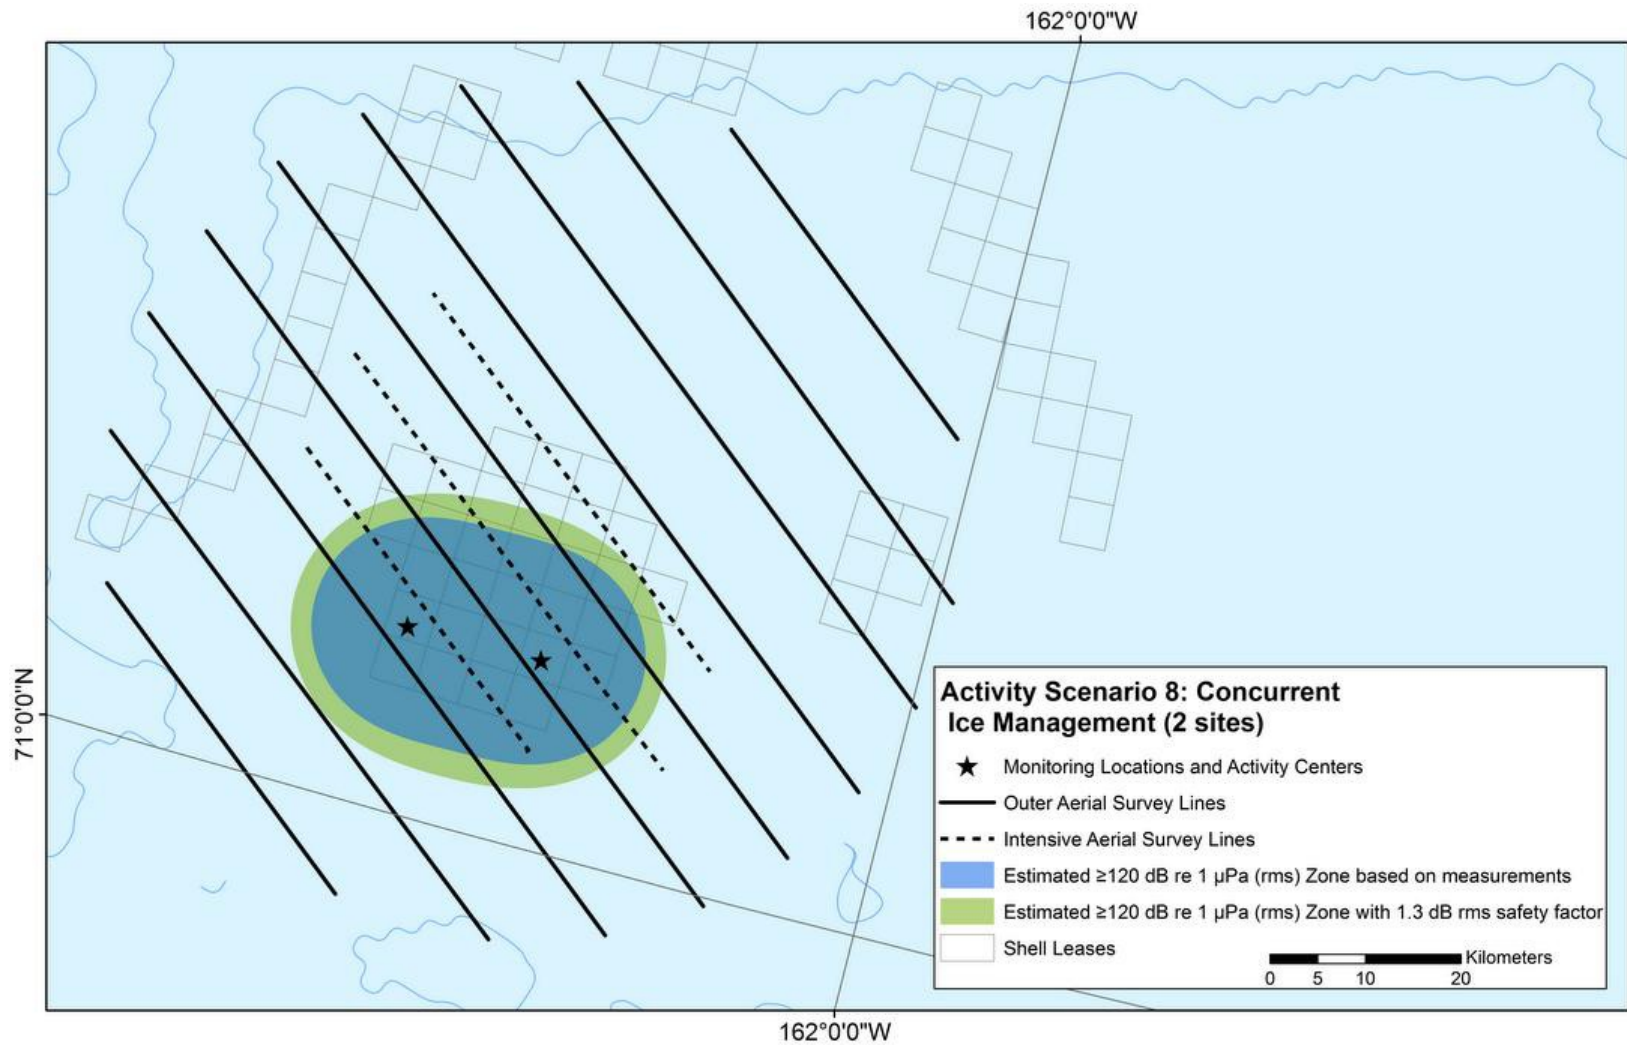 162°0'0"W
71°0'0"N
Activity Scenario 8: Concurrent
Ice Management (2 sites)
Monitoring Locations and Activity Centers
Outer Aerial Survey Lines
Intensive Aerial Survey Lines
Estimated ≥120 dB re 1 µPa (rms) Zone based on measurements
Estimated ≥120 dB re 1 µPa (rms) Zone with 1.3 dB rms safety factor
Shell Leases
Kilometers
0 5 10 20
162°0'0"W